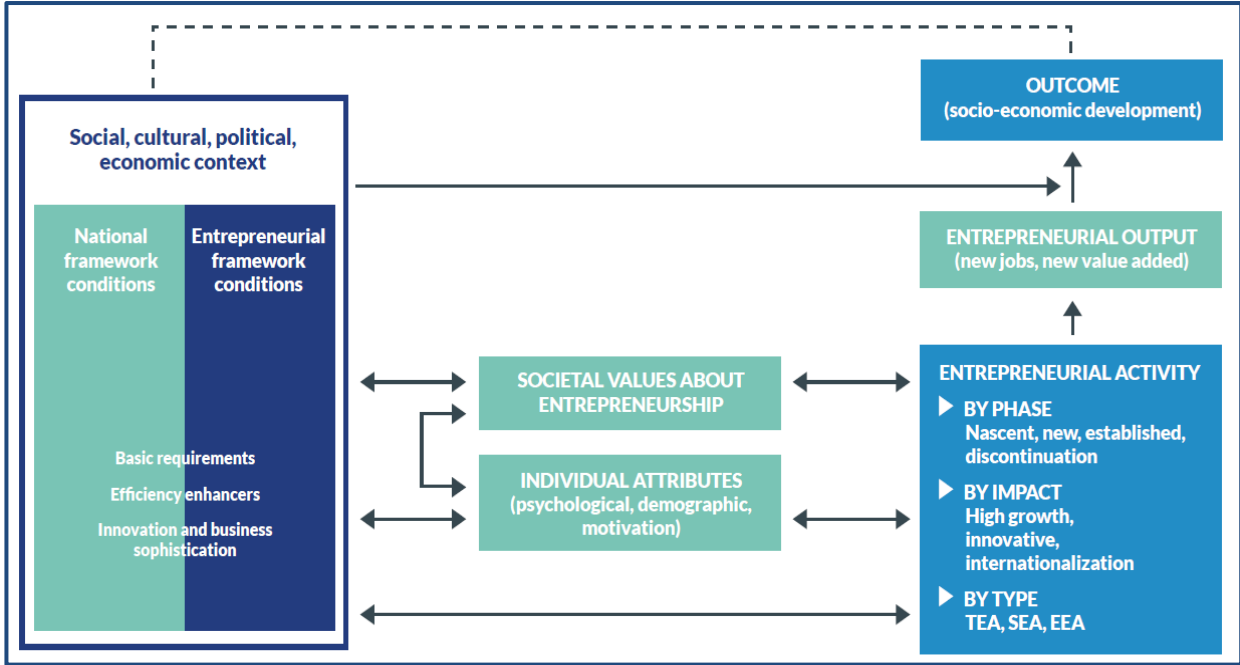 Social, cultural, political,
economic context
National
framework
conditions
Entrepreneurial
framework
conditions
Basic requirements
Efficiency enhancers
Innovation and business
sophistication
SOCIETAL VALUES ABOUT
ENTREPRENEURSHIP
INDIVIDUAL ATTRIBUTES
(psychological, demographic,
motivation)
OUTCOME
(socio-economic development)
ENTREPRENEURIAL OUTPUT
(new jobs, new value added)
ENTREPRENEURIAL ACTIVITY
BY PHASE
Nascent, new, established,
discontinuation
BY IMPACT
High growth,
innovative,
internationalization
BY TYPE
TEA, SEA, EEA